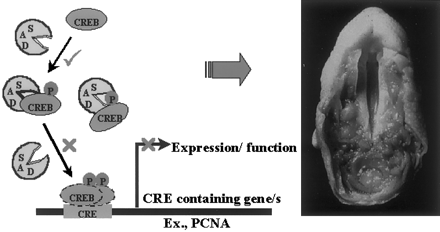 S
A
D
CREB
S
A
D
P
CREB
S
A
D
P
CREB
S
A
D
P P
CREB
CRE
Expression/ function
CRE containing gene/s
Ex., PCNA